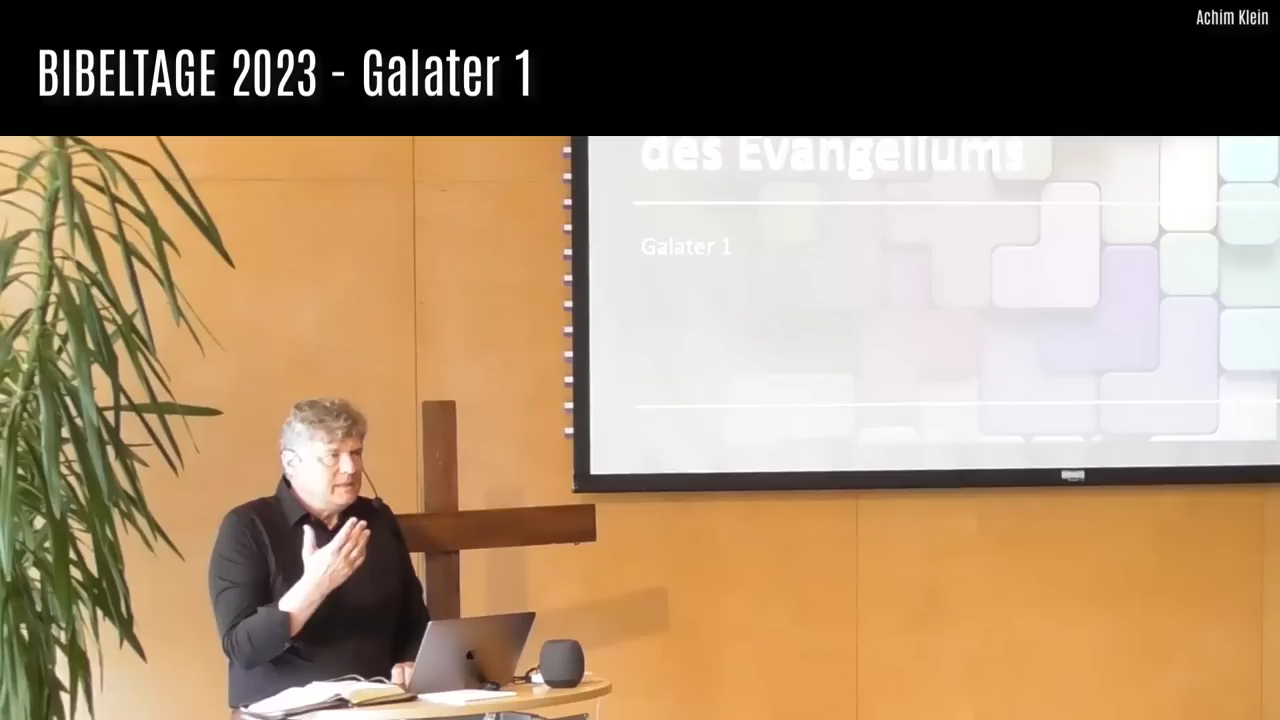 Achim Klein
BIBELTAGE 2023 - Galater 1
des Evangeliums
Galater 1